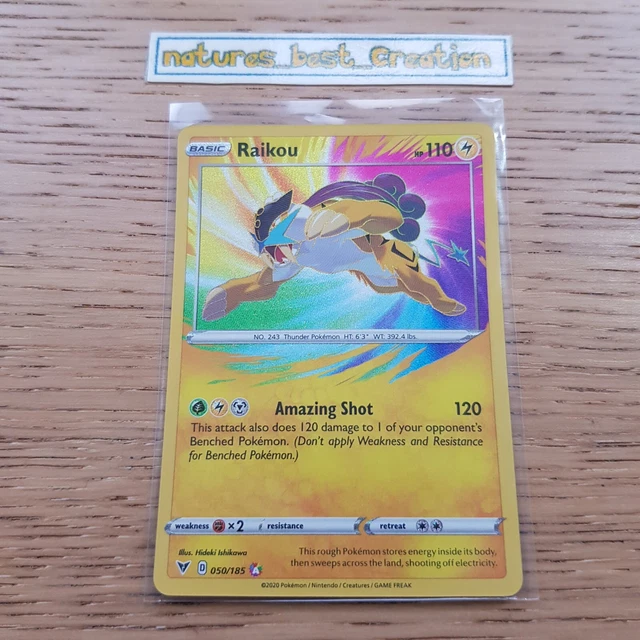 natures_best_Creation
BASIC Raikou HP 110
NO. 243 Thunder Pokémon HT: 6'3" WT: 392.4 lbs.
Amazing Shot 120
This attack also does 120 damage to 1 of your opponent's
Benched Pokémon. (Don't apply Weakness and Resistance
for Benched Pokémon.)
weakness ×2 resistance retreat
Illus. Hideki Ishikawa
This rough Pokémon stores energy inside its body,
then sweeps across the land, shooting off electricity.
D 050/185 A
©2020 Pokémon / Nintendo / Creatures / GAME FREAK